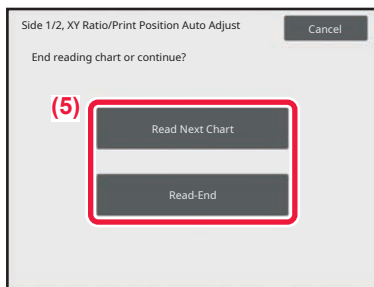 Side 1/2, XY Ratio/Print Position Auto Adjust
Cancel
End reading chart or continue?
(5)
Read Next Chart
Read-End